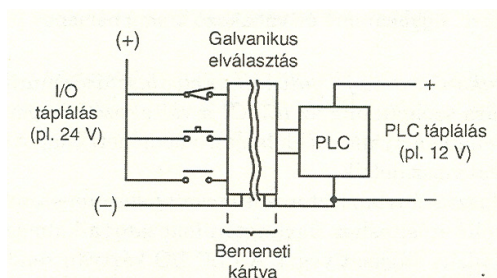 (+)
Galvanikus
elválasztás
I/O
táplálás
(pl. 24 V)
+
PLC
PLC táplálás
(pl. 12 V)
(−)
−
Bemeneti
kártya